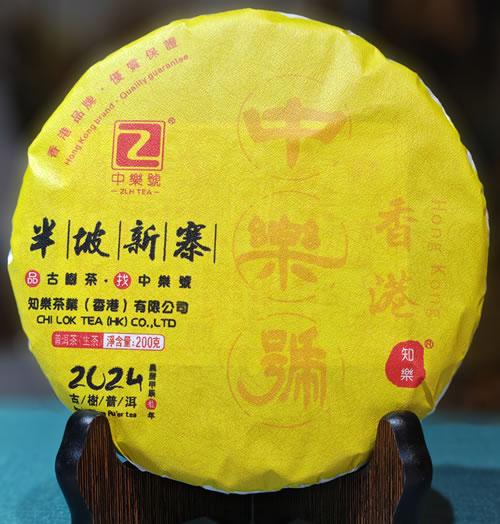 香港品牌·優質保證
Hong Kong brand · Quality guarantee
中樂號
ZLH TEA
半坡新寨
品 古樹茶·找 中樂號
知樂茶業（香港）有限公司
CHI LOK TEA (HK) CO.,LTD
普洱茶(生茶) 淨含量:200克
2024
古/樹/普/洱
Pu'er tea
中樂號
香港
Hong Kong
知樂